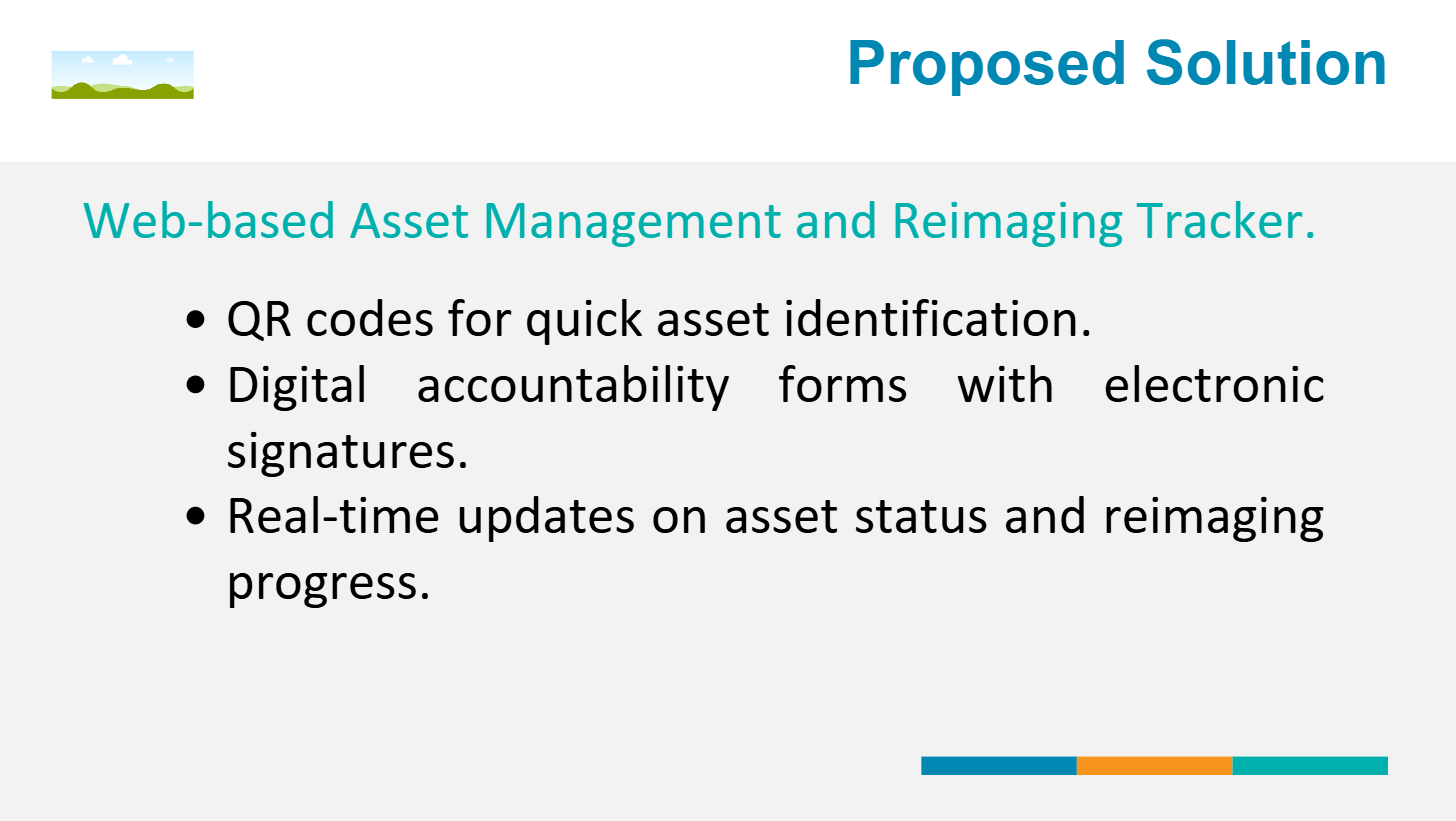 Proposed Solution
Web-based Asset Management and Reimaging Tracker.
• QR codes for quick asset identification.
• Digital accountability forms with electronic
signatures.
• Real-time updates on asset status and reimaging
progress.